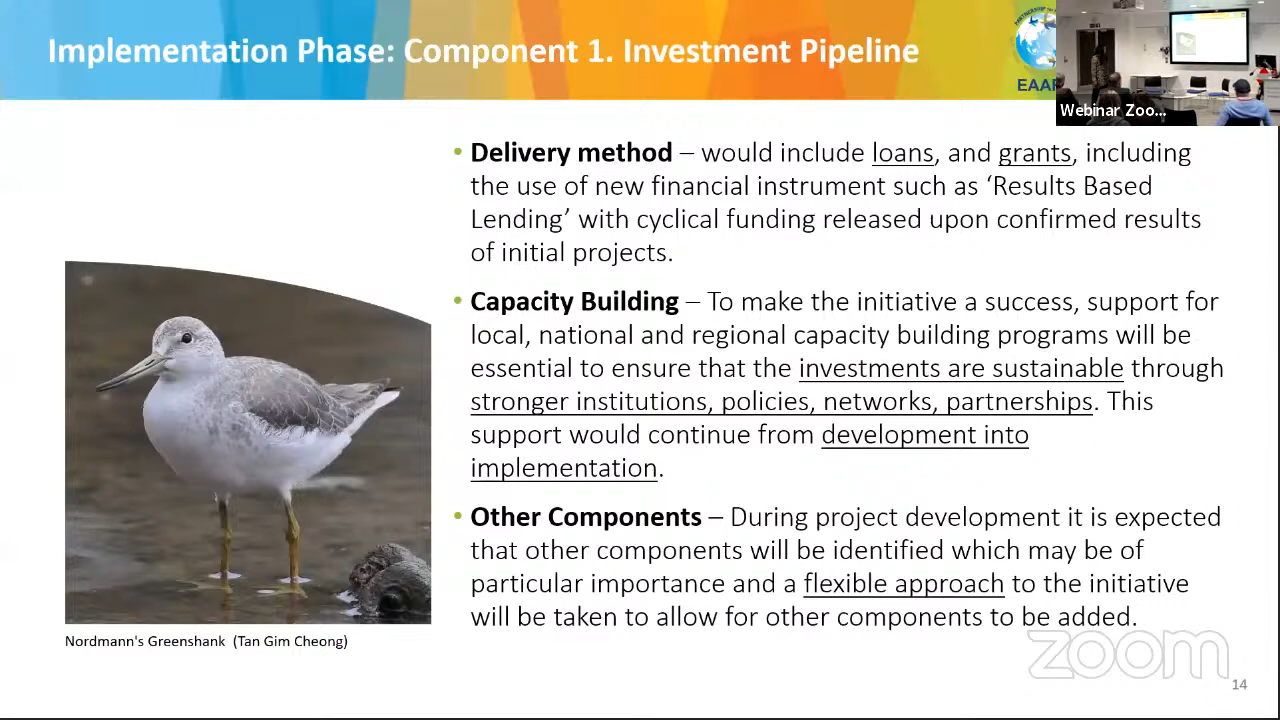 Implementation Phase: Component 1. Investment Pipeline
EAAF
Webinar Zoo...
• Delivery method – would include loans, and grants, including
the use of new financial instrument such as ‘Results Based
Lending’ with cyclical funding released upon confirmed results
of initial projects.
• Capacity Building – To make the initiative a success, support for
local, national and regional capacity building programs will be
essential to ensure that the investments are sustainable through
stronger institutions, policies, networks, partnerships. This
support would continue from development into
implementation.
• Other Components – During project development it is expected
that other components will be identified which may be of
particular importance and a flexible approach to the initiative
will be taken to allow for other components to be added.
Nordmann's Greenshank (Tan Gim Cheong)
zoom
14